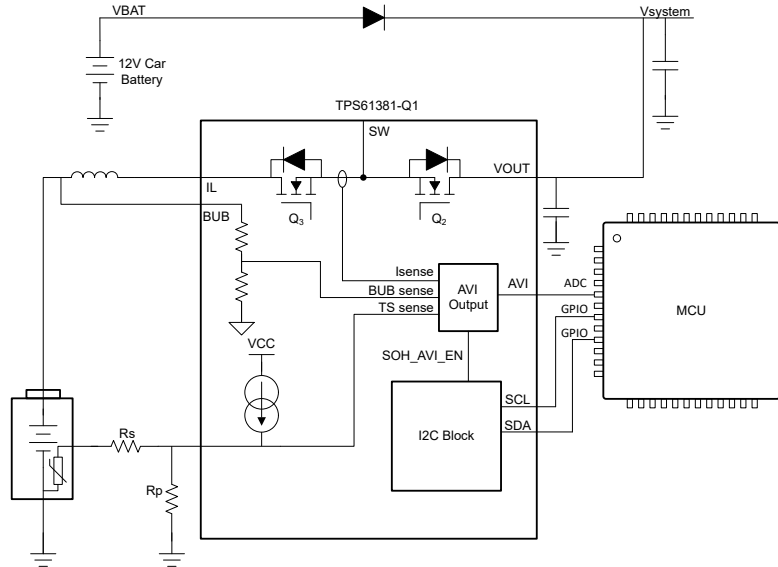 VBAT
Vsystem
12V Car
Battery
TPS61381-Q1
SW
VOUT
IL
Q3
Q2
BUB
Isense
BUB sense
TS sense
AVI
Output
AVI
ADC
GPIO
GPIO
MCU
VCC
SOH_AVI_EN
SCL
SDA
I2C Block
Rs
Rp